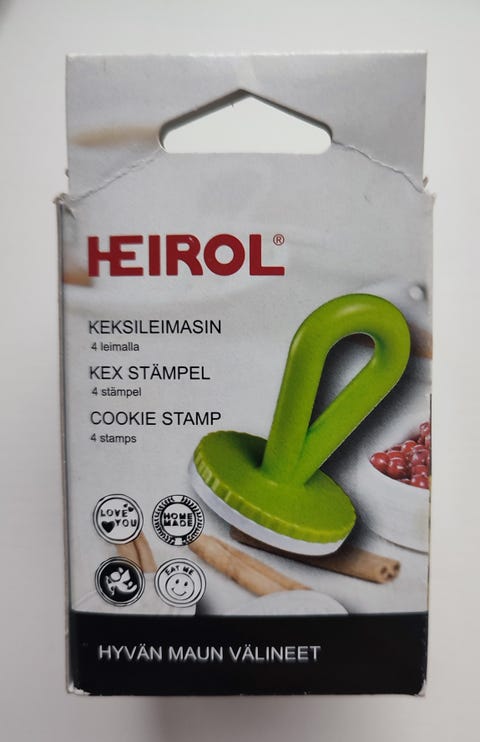 HEIROL®
KEKSILEIMASIN
4 leimalla
KEX STÄMPEL
4 stämpel
COOKIE STAMP
4 stamps
LOVE
YOU
HOME
MADE
EAT ME
HYVÄN MAUN VÄLINEET